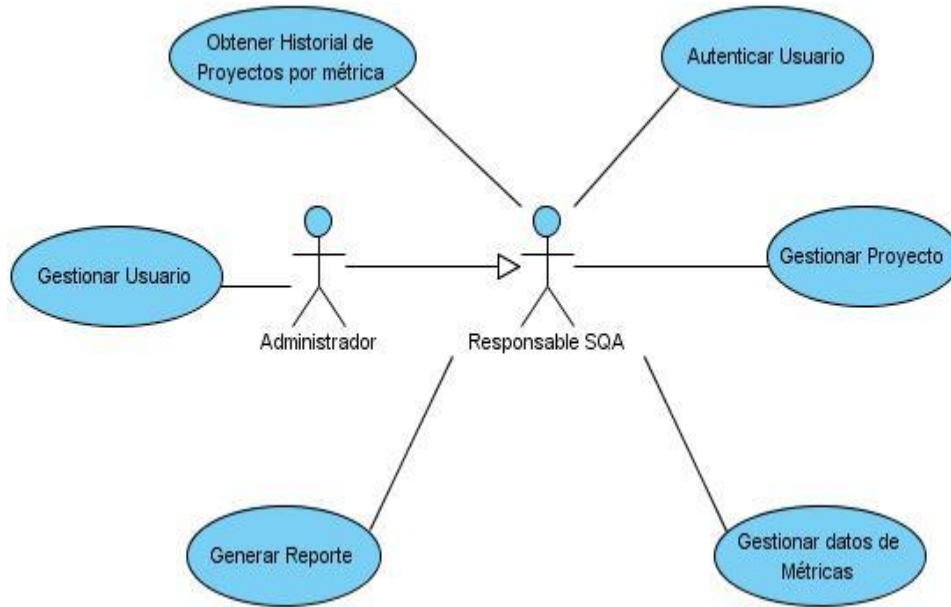 Obtener Historial de
Proyectos por métrica
Autenticar Usuario
Gestionar Usuario
Gestionar Proyecto
Administrador
Responsable SQA
Generar Reporte
Gestionar datos de
Métricas